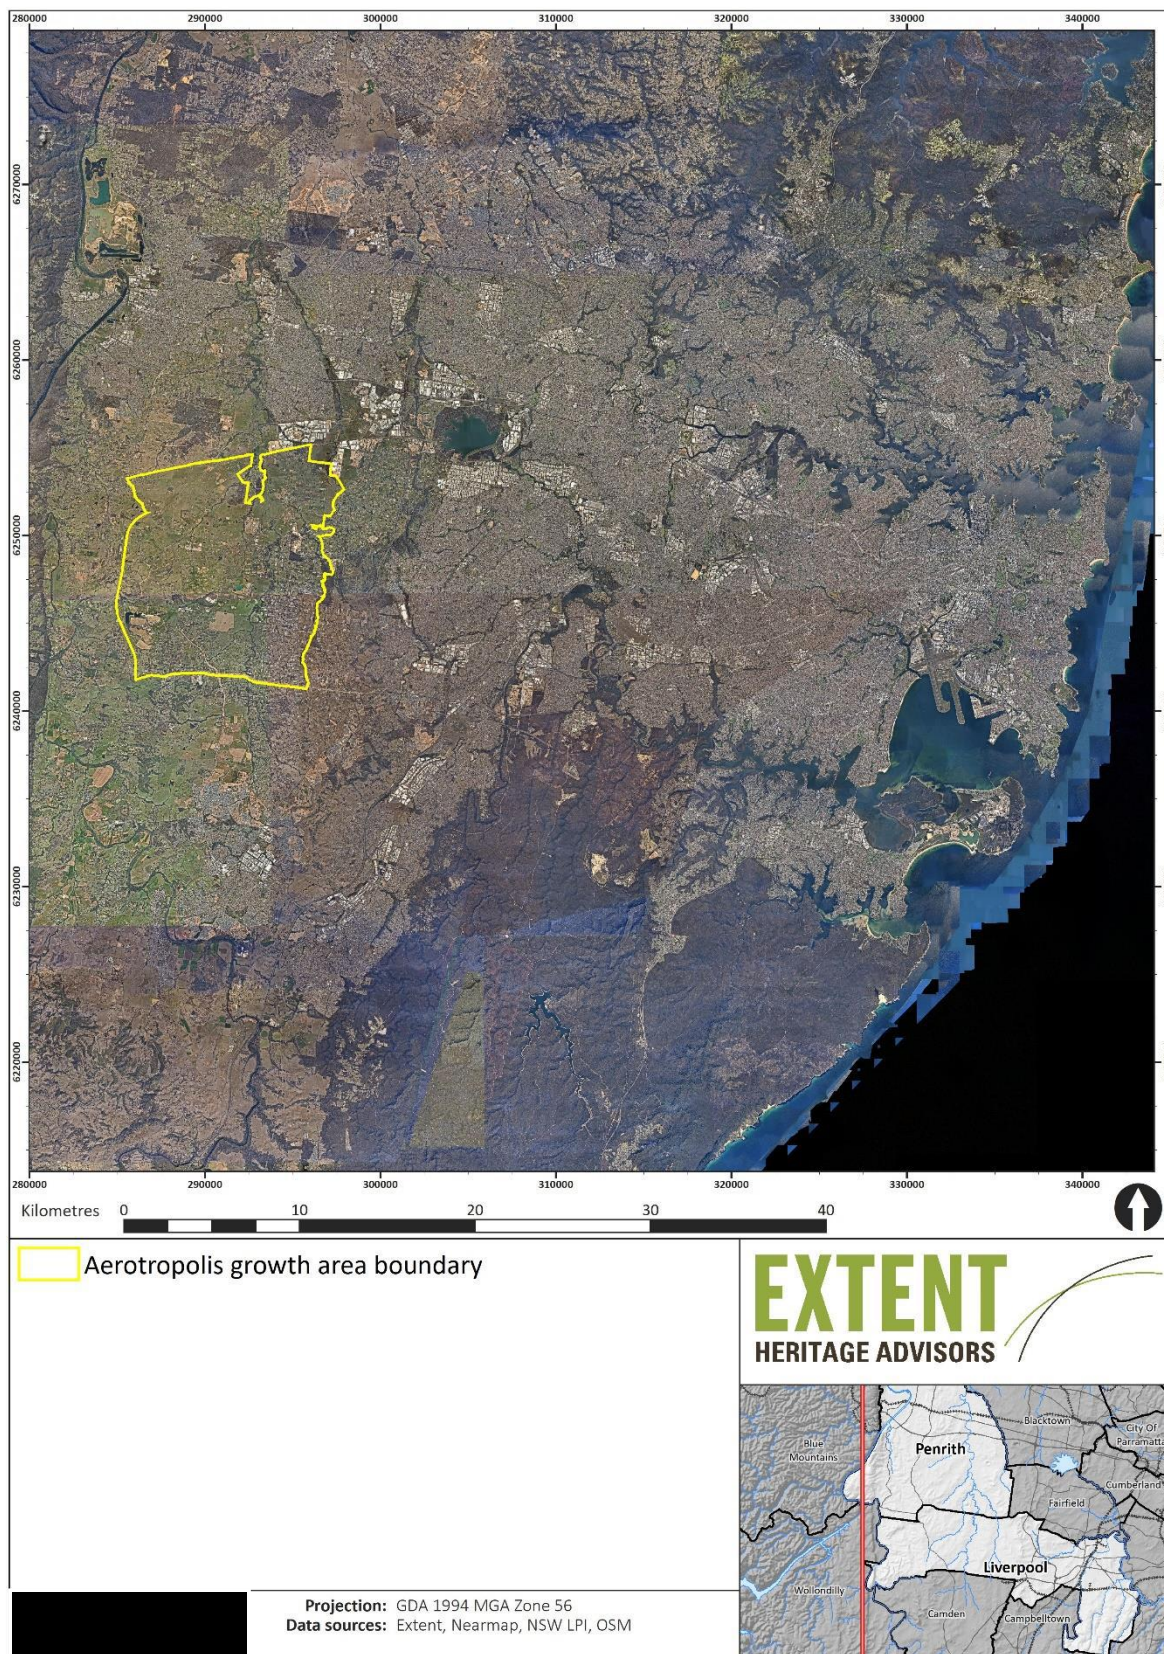 280000 290000 300000 310000 320000 330000 340000
6270000
6260000
6250000
6240000
6230000
6220000
280000 290000 300000 310000 320000 330000 340000
Kilometres 0 10 20 30 40
Aerotropolis growth area boundary
EXTENT
HERITAGE ADVISORS
Blacktown
City Of
Parramatta
Blue
Mountains
Penrith
Cumberland
Fairfield
Liverpool
Wollondilly
Camden
Campbelltown
Projection: GDA 1994 MGA Zone 56
Data sources: Extent, Nearmap, NSW LPI, OSM